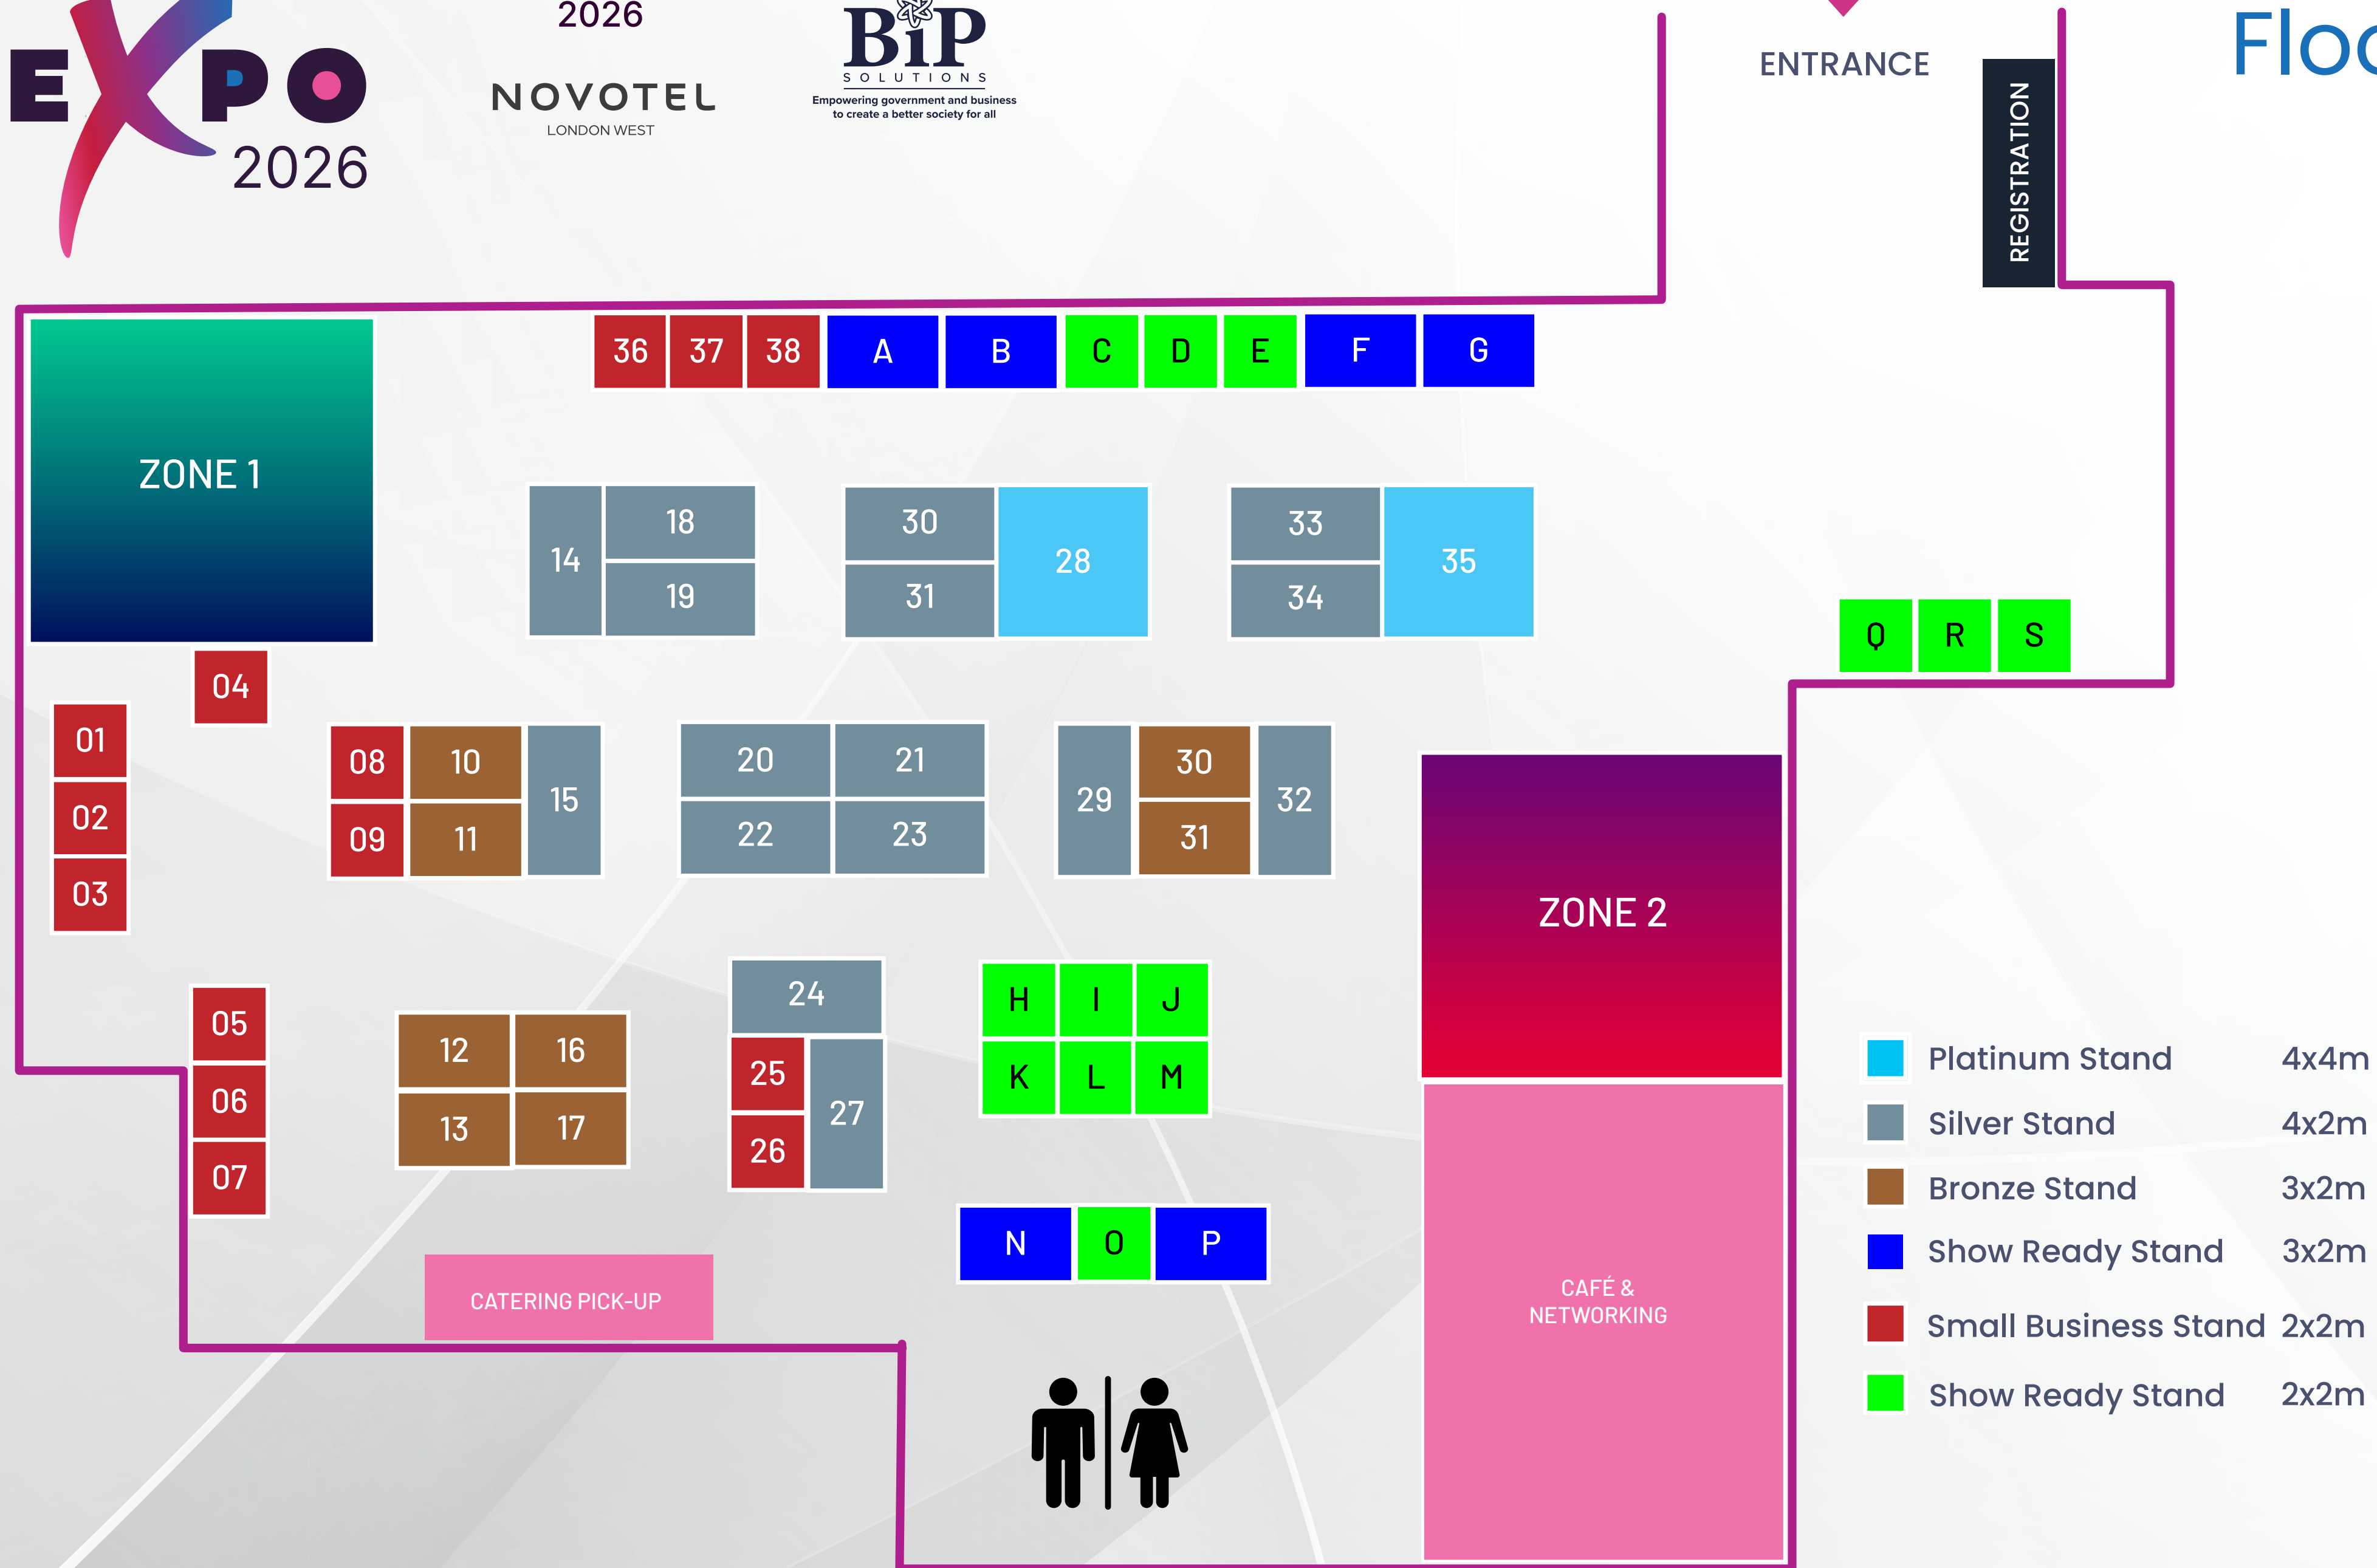 EXPO
2026
2026
NOVOTEL
LONDON WEST
BiP
SOLUTIONS
Empowering government and business
to create a better society for all
ENTRANCE
REGISTRATION
36 37 38 A B C D E F G
ZONE 1
14 18 19
30 31 28
33 34 35
Q R S
04
01
02
03
08 10 15
09 11
20 21
22 23
29 30 32
31
ZONE 2
05
06
07
12 16
13 17
24
25 27
26
H I J
K L M
N O P
CATERING PICK-UP
CAFÉ &
NETWORKING
Platinum Stand 4x4m
Silver Stand 4x2m
Bronze Stand 3x2m
Show Ready Stand 3x2m
Small Business Stand 2x2m
Show Ready Stand 2x2m